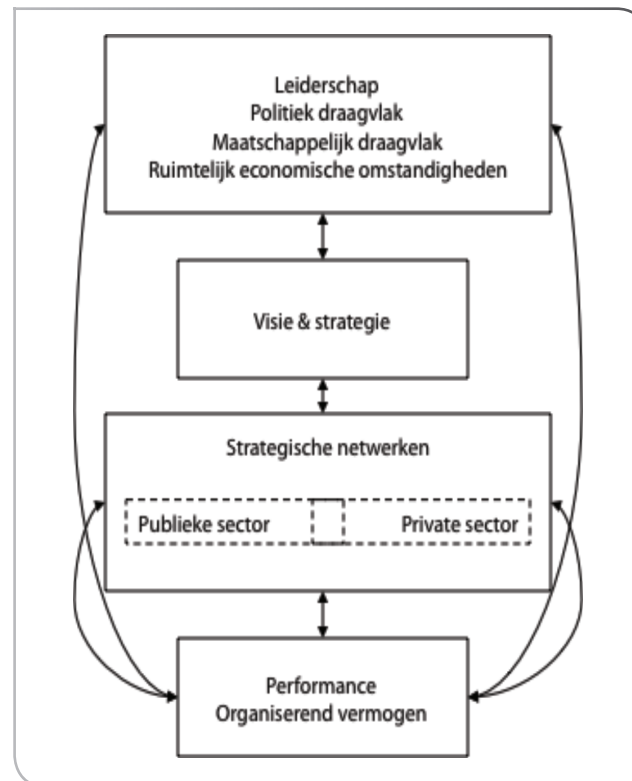 Leiderschap
Politiek draagvlak
Maatschappelijk draagvlak
Ruimtelijk economische omstandigheden
Visie & strategie
Strategische netwerken
Publieke sector Private sector
Performance
Organiserend vermogen